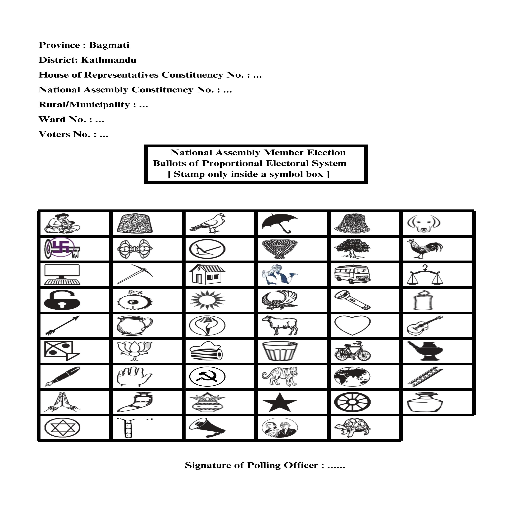 Province : Bagmati
District: Kathmandu
House of Representatives Constituency No. : ...
National Assembly Constituency No. : ...
Rural/Municipality : ...
Ward No. : ...
Voters No. : ...
National Assembly Member Election
Ballots of Proportional Electoral System
[ Stamp only inside a symbol box ]
Signature of Polling Officer : ......